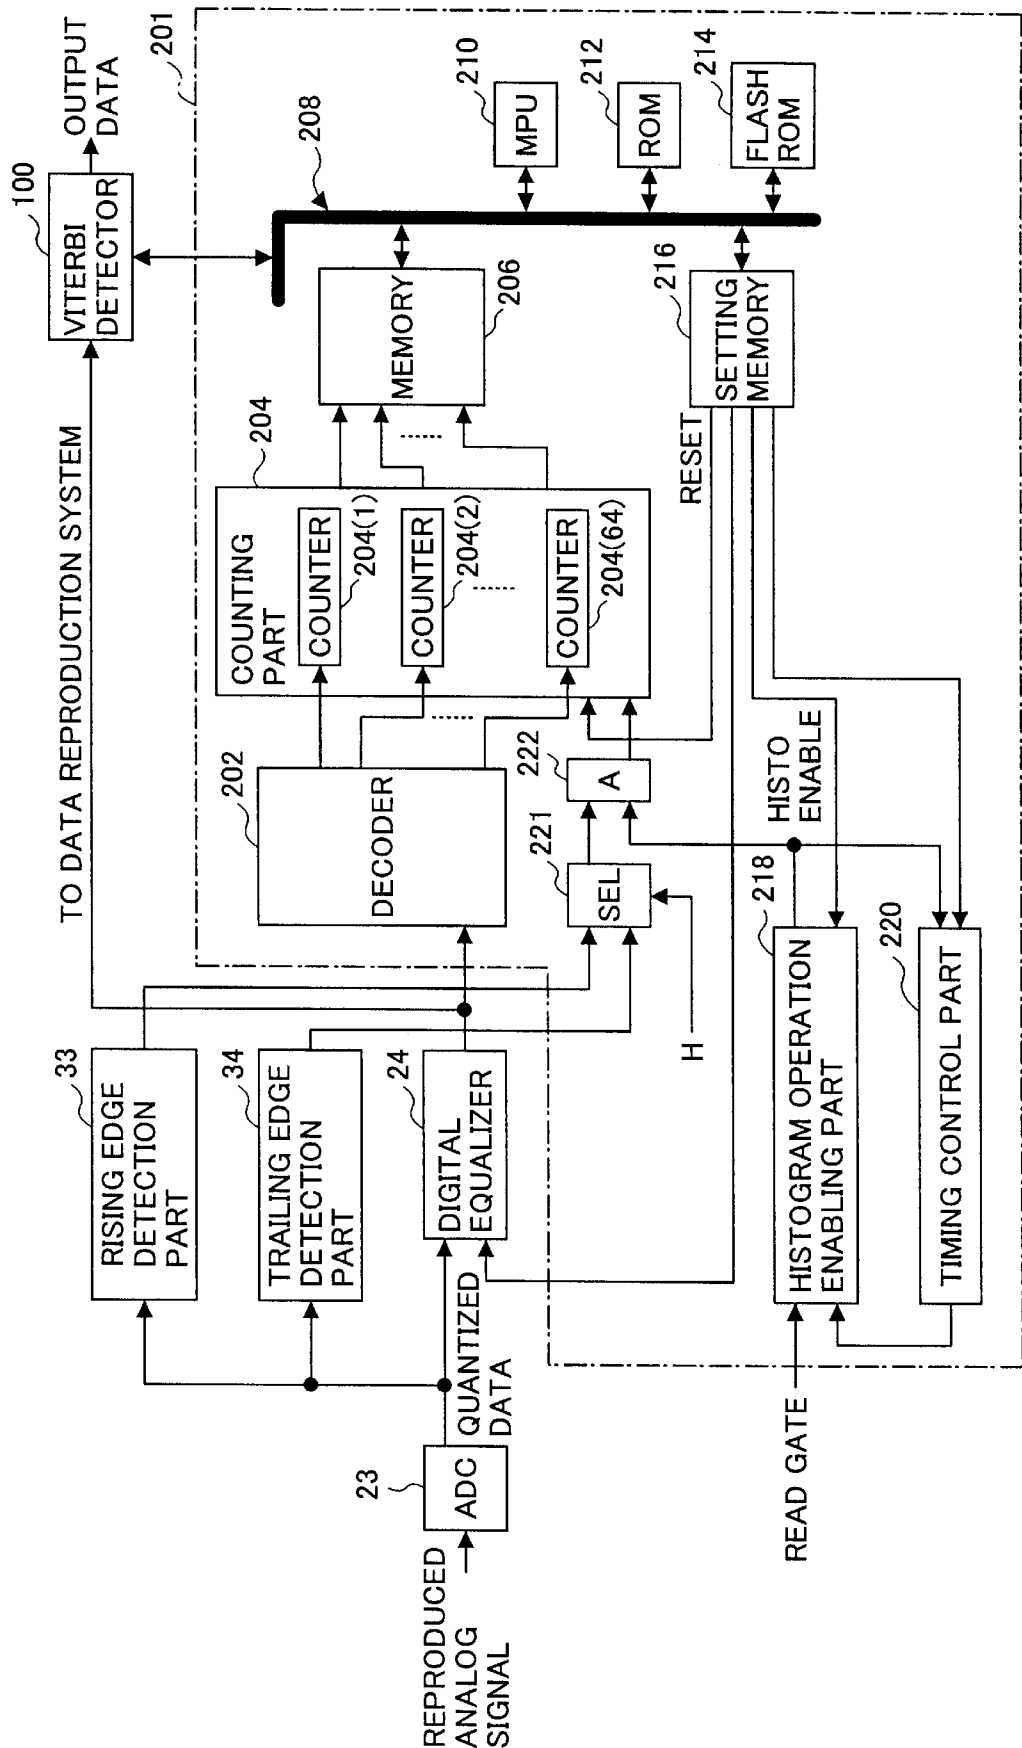 REPRODUCED
ANALOG
SIGNAL
23
ADC
QUANTIZED
DATA
33
RISING EDGE
DETECTION
PART
34
TRAILING EDGE
DETECTION
PART
24
DIGITAL
EQUALIZER
TO DATA REPRODUCTION SYSTEM
100
VITERBI
DETECTOR
OUTPUT
DATA
201
202
DECODER
204
COUNTING
PART
COUNTER
204(1)
COUNTER
204(2)
COUNTER
204(64)
206
MEMORY
208
210
MPU
212
ROM
214
FLASH
ROM
216
SETTING
MEMORY
RESET
221
SEL
222
A
H
HISTO
ENABLE
READ GATE
218
HISTOGRAM OPERATION
ENABLING PART
220
TIMING CONTROL PART